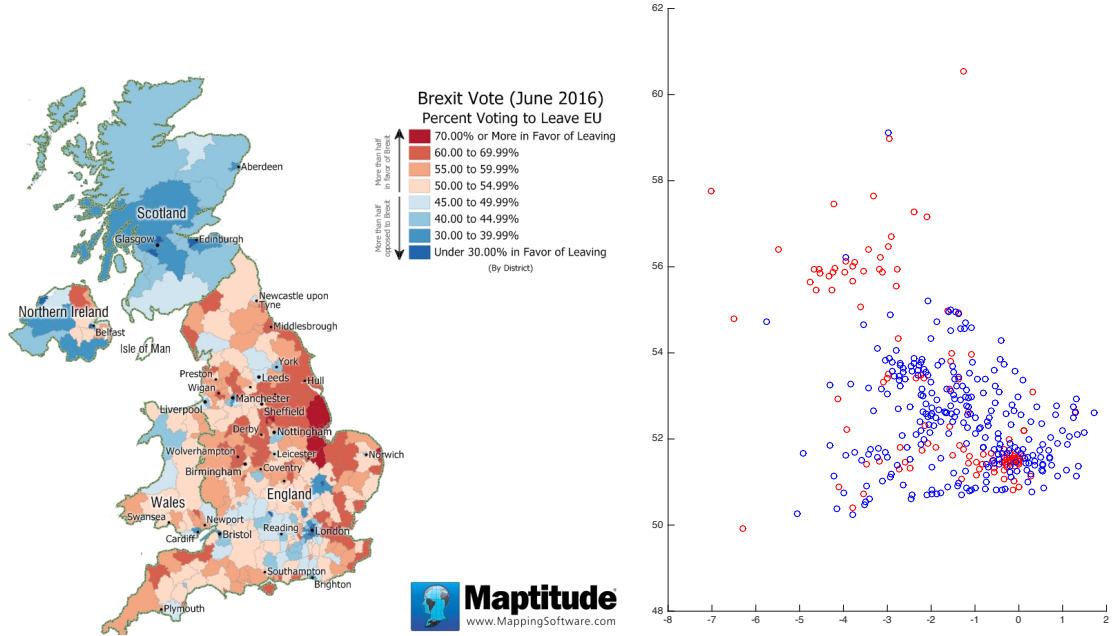 Brexit Vote (June 2016)
Percent Voting to Leave EU
More than half
in favor of Brexit
More than half
opposed to Brexit
70.00% or More in Favor of Leaving
60.00 to 69.99%
55.00 to 59.99%
50.00 to 54.99%
45.00 to 49.99%
40.00 to 44.99%
30.00 to 39.99%
Under 30.00% in Favor of Leaving
(By District)
Aberdeen
Scotland
Glasgow
Edinburgh
Northern Ireland
Belfast
Newcastle upon
Tyne
Middlesbrough
Isle of Man
York
Preston
Leeds
Hull
Wigan
Manchester
Liverpool
Sheffield
Derby
Nottingham
Wolverhampton
Leicester
Norwich
Birmingham
Coventry
England
Wales
Swansea
Newport
Reading
London
Cardiff
Bristol
Southampton
Brighton
Plymouth
Maptitude®
www.MappingSoftware.com
62
60
58
56
54
52
50
48
-8 -7 -6 -5 -4 -3 -2 -1 0 1 2